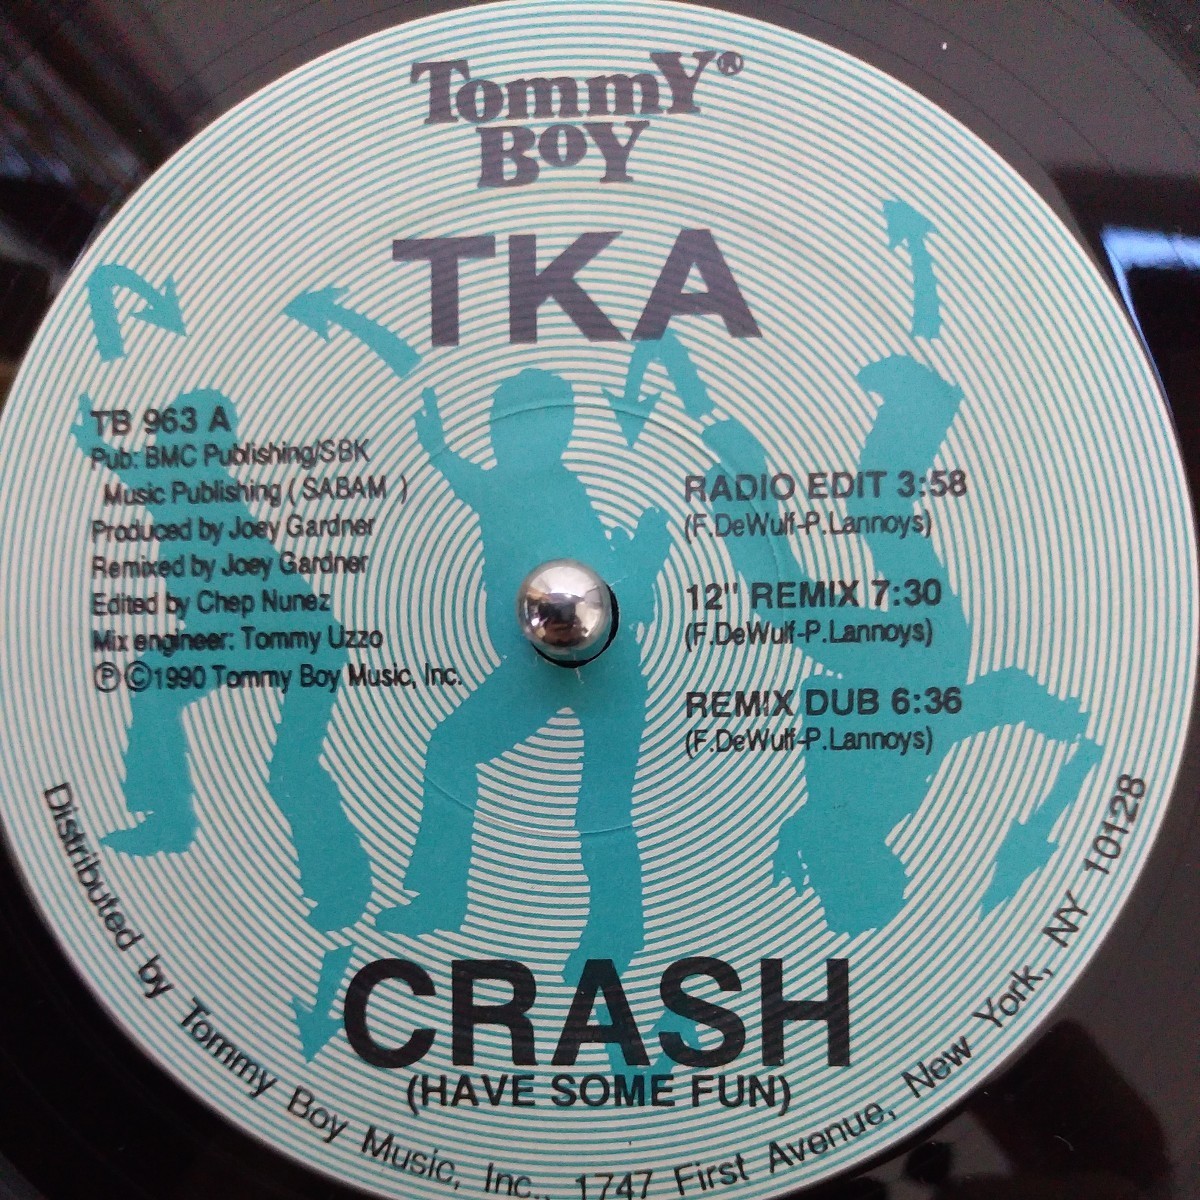 Tommy®
Boy
TKA
TB 963 A
Pub: BMC Publishing/SBK
Music Publishing ( SABAM )
Produced by Joey Gardner
Remixed by Joey Gardner
Edited by Chep Nunez
Mix engineer: Tommy Uzzo
Ⓟ©1990 Tommy Boy Music, Inc.
RADIO EDIT 3:58
(F.DeWulf-P.Lannoys)
12" REMIX 7:30
(F.DeWulf-P.Lannoys)
REMIX DUB 6:36
(F.DeWulf-P.Lannoys)
CRASH
(HAVE SOME FUN)
Distributed by Tommy Boy Music, Inc., 1747 First Avenue, New York, NY 10128